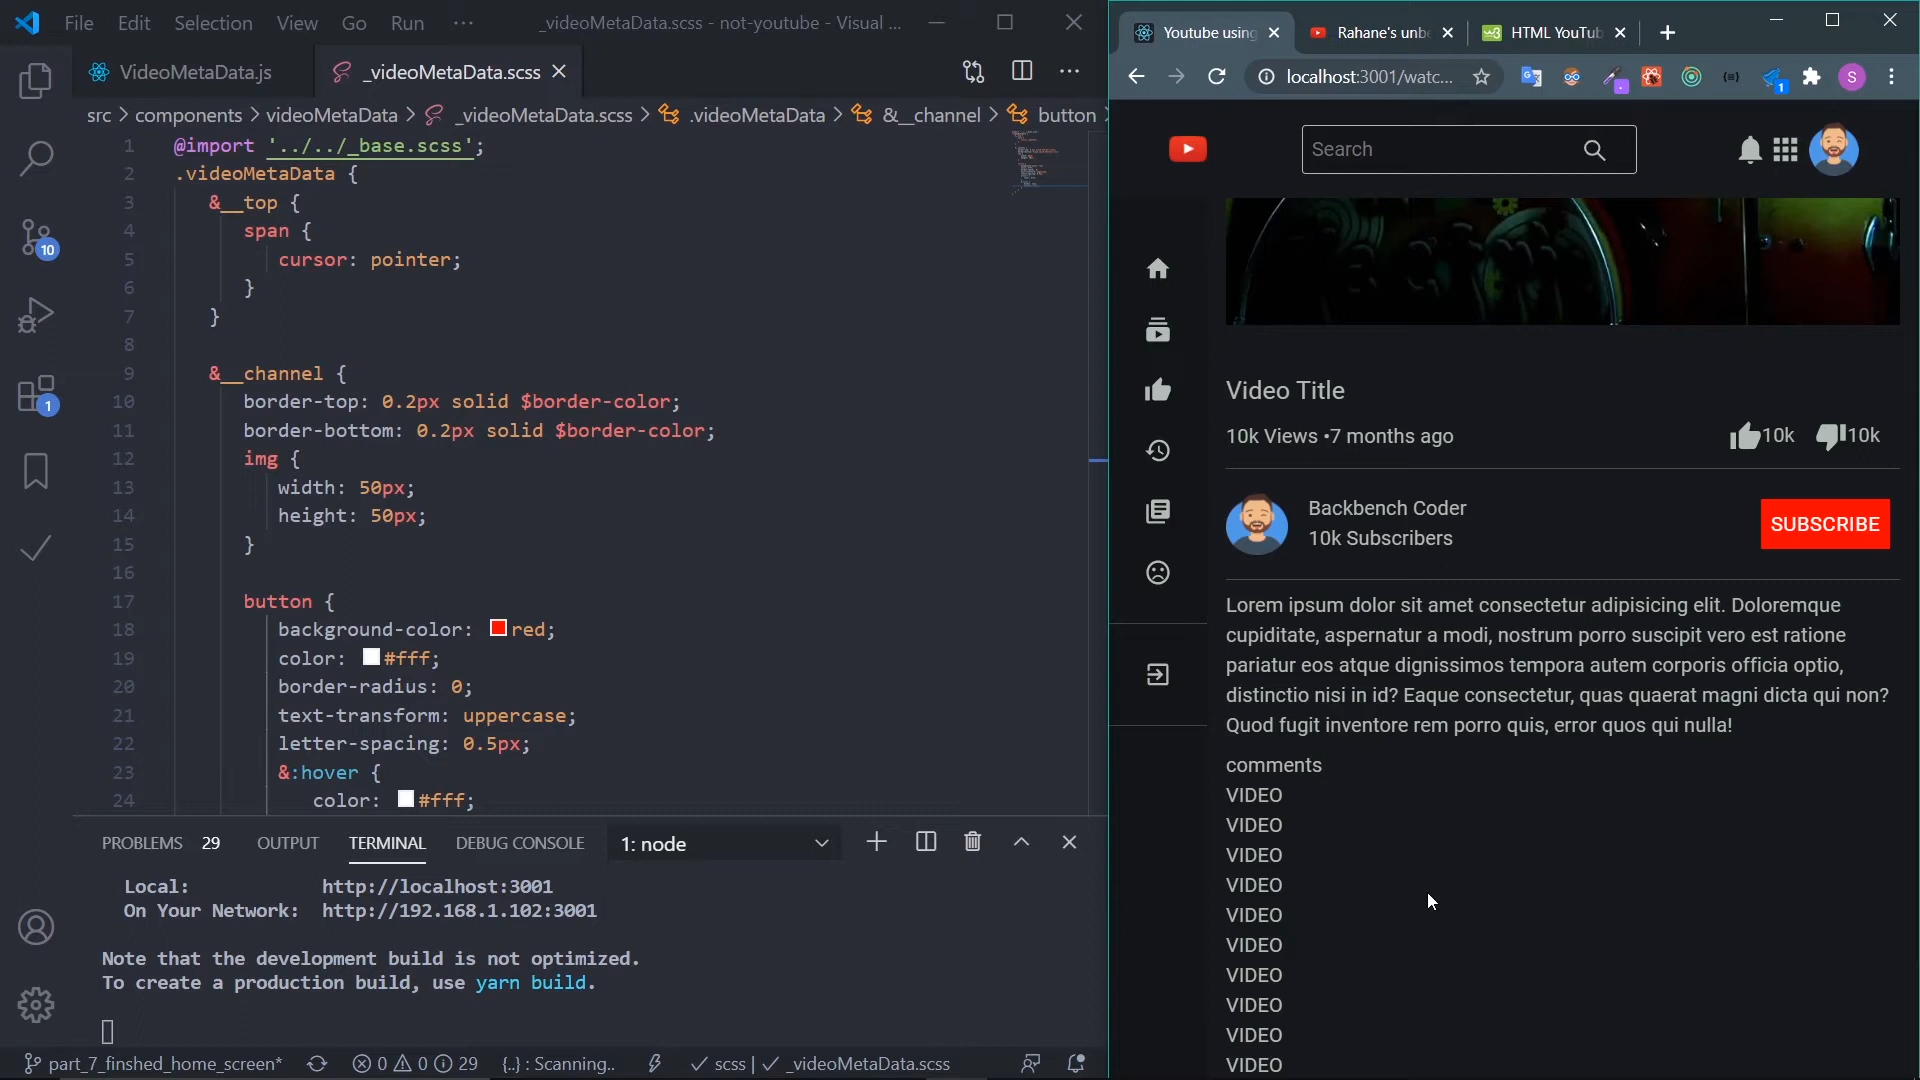 File Edit Selection View Go Run ··· _videoMetaData.scss - not-youtube - Visual ...
VideoMetaData.js _videoMetaData.scss
src > components > videoMetaData > _videoMetaData.scss > .videoMetaData > &__channel > button >
1 @import '../../_base.scss';
2 .videoMetaData {
3 &__top {
4 span {
5 cursor: pointer;
6 }
7 }
8
9 &__channel {
10 border-top: 0.2px solid $border-color;
11 border-bottom: 0.2px solid $border-color;
12 img {
13 width: 50px;
14 height: 50px;
15 }
16
17 button {
18 background-color: red;
19 color: #fff;
20 border-radius: 0;
21 text-transform: uppercase;
22 letter-spacing: 0.5px;
23 &:hover {
24 color: #fff;
10
1
PROBLEMS 29 OUTPUT TERMINAL DEBUG CONSOLE 1: node
Local: http://localhost:3001
On Your Network: http://192.168.1.102:3001
Note that the development build is not optimized.
To create a production build, use yarn build.
part_7_finshed_home_screen* 0 0 29 {..} : Scanning.. scss | _videoMetaData.scss
Youtube using Rahane's unbe HTML YouTub
localhost:3001/watc... 1 S
Search
Video Title
10k Views •7 months ago 10k 10k
Backbench Coder
10k Subscribers
SUBSCRIBE
Lorem ipsum dolor sit amet consectetur adipisicing elit. Doloremque
cupiditate, aspernatur a modi, nostrum porro suscipit vero est ratione
pariatur eos atque dignissimos tempora autem corporis officia optio,
distinctio nisi in id? Eaque consectetur, quas quaerat magni dicta qui non?
Quod fugit inventore rem porro quis, error quos qui nulla!
comments
VIDEO
VIDEO
VIDEO
VIDEO
VIDEO
VIDEO
VIDEO
VIDEO
VIDEO
VIDEO